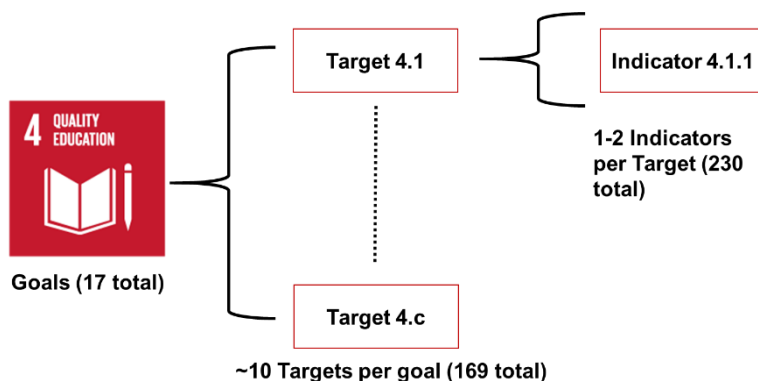 4 QUALITY
EDUCATION
Goals (17 total)
Target 4.1
Target 4.c
~10 Targets per goal (169 total)
Indicator 4.1.1
1-2 Indicators
per Target (230
total)